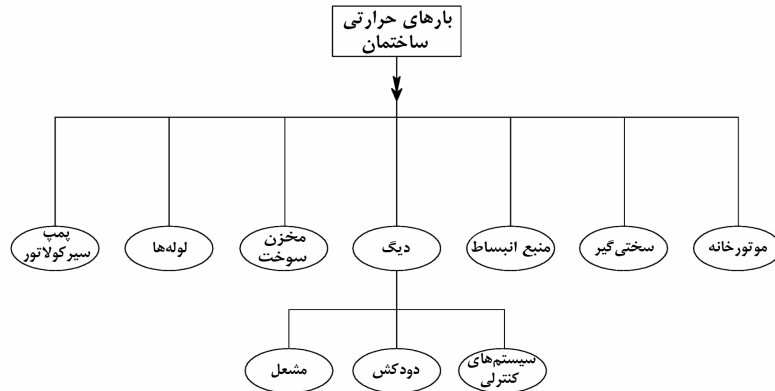 بارهای حرارتی
ساختمان
موتورخانه
سختی‌گیر
منبع انبساط
دیگ
مخزن
سوخت
لوله‌ها
پمپ
سیرکولاتور
سیستم‌های
کنترلی
دودکش
مشعل